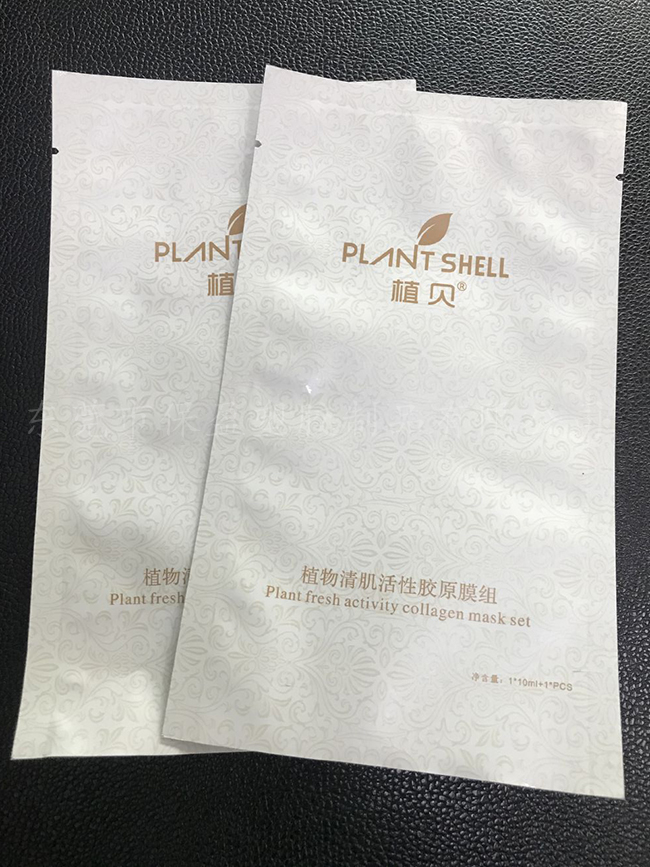 PLANT
植
植物
Plant fresh
PLANT SHELL
植贝®
植物清肌活性胶原膜组
Plant fresh activity collagen mask set
净含量：1*10ml+1*PCS